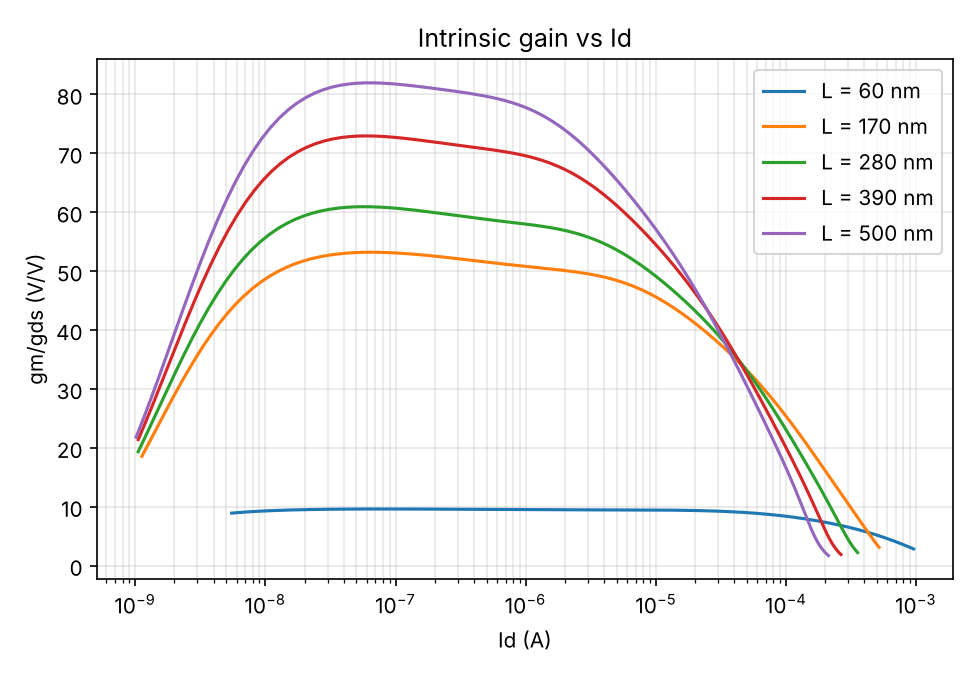 Intrinsic gain vs Id
gm/gds (V/V)
80
70
60
50
40
30
20
10
0
L = 60 nm
L = 170 nm
L = 280 nm
L = 390 nm
L = 500 nm
10⁻⁹ 10⁻⁸ 10⁻⁷ 10⁻⁶ 10⁻⁵ 10⁻⁴ 10⁻³
Id (A)